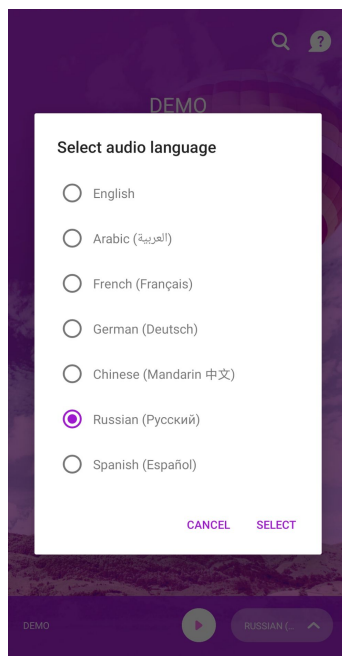 ?
DEMO
Select audio language
English
Arabic (العربية)
French (Français)
German (Deutsch)
Chinese (Mandarin 中文)
Russian (Русский)
Spanish (Español)
CANCEL SELECT
DEMO RUSSIAN (...